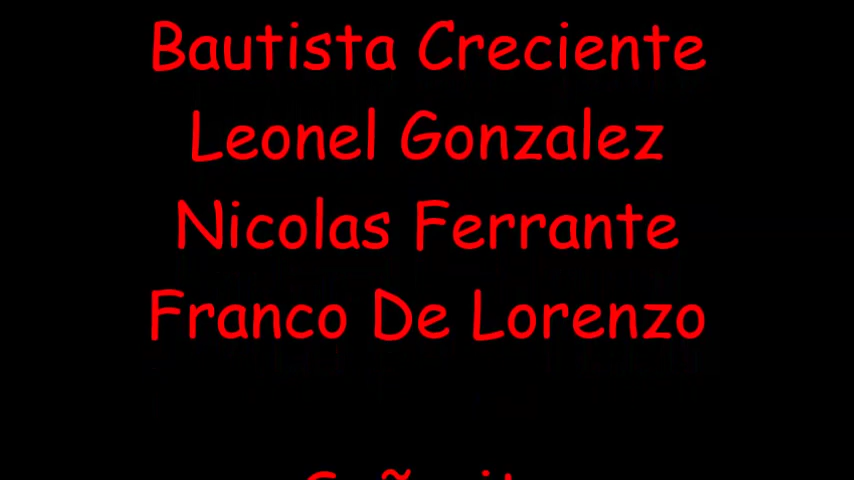 Bautista Creciente
Leonel Gonzalez
Nicolas Ferrante
Franco De Lorenzo